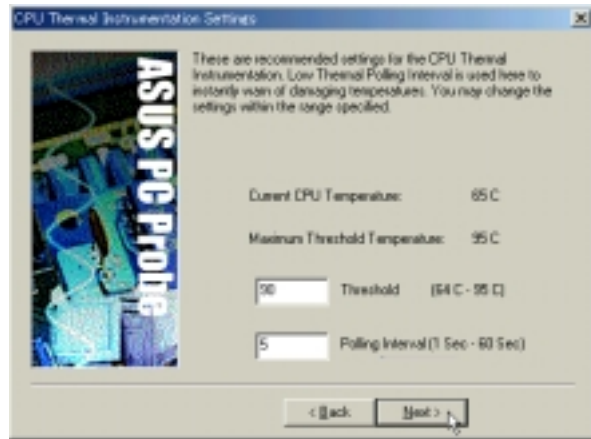 CPU Thermal Instrumentation Settings
ASUS PC Probe
These are recommended settings for the CPU Thermal
Instrumentation. Low Thermal Polling Interval is used here to
instantly warn of damaging temperatures. You may change the
settings within the range specified.
Current CPU Temperature: 65 C
Maximum Threshold Temperature: 95 C
90 Threshold (64 C - 95 C)
5 Polling Interval (1 Sec - 60 Sec)
< Back Next >